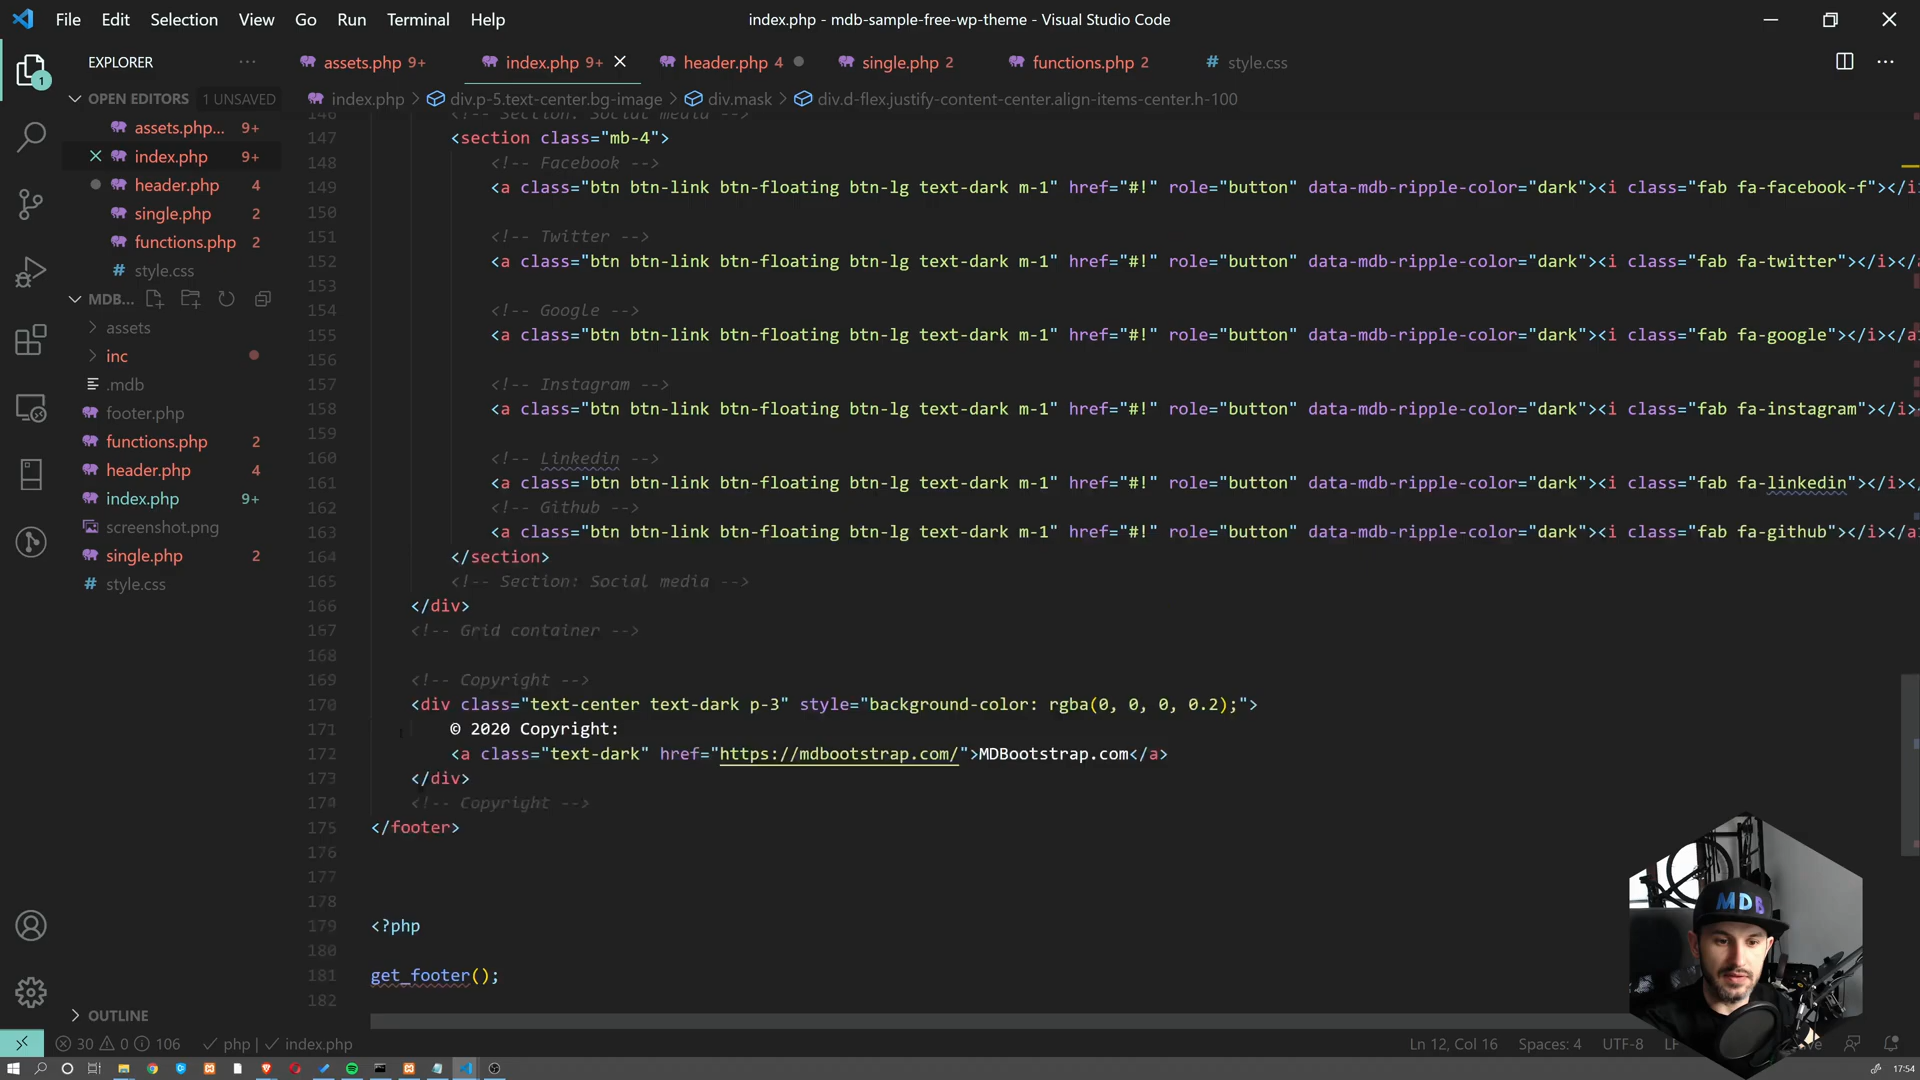 File Edit Selection View Go Run Terminal Help
index.php - mdb-sample-free-wp-theme - Visual Studio Code
EXPLORER
assets.php 9+
index.php 9+
header.php 4
single.php 2
functions.php 2
# style.css
OPEN EDITORS 1 UNSAVED
index.php > div.p-5.text-center.bg-image > div.mask > div.d-flex.justify-content-center.align-items-center.h-100
assets.php... 9+
index.php 9+
header.php 4
single.php 2
functions.php 2
# style.css
MDB...
assets
inc
.mdb
footer.php
functions.php 2
header.php 4
index.php 9+
screenshot.png
single.php 2
# style.css
OUTLINE
146 <!-- Section: Social media -->
147 <section class="mb-4">
148 <!-- Facebook -->
149 <a class="btn btn-link btn-floating btn-lg text-dark m-1" href="#!" role="button" data-mdb-ripple-color="dark"><i class="fab fa-facebook-f"></i
150
151 <!-- Twitter -->
152 <a class="btn btn-link btn-floating btn-lg text-dark m-1" href="#!" role="button" data-mdb-ripple-color="dark"><i class="fab fa-twitter"></i></
153
154 <!-- Google -->
155 <a class="btn btn-link btn-floating btn-lg text-dark m-1" href="#!" role="button" data-mdb-ripple-color="dark"><i class="fab fa-google"></i></a
156
157 <!-- Instagram -->
158 <a class="btn btn-link btn-floating btn-lg text-dark m-1" href="#!" role="button" data-mdb-ripple-color="dark"><i class="fab fa-instagram"></i>
159
160 <!-- Linkedin -->
161 <a class="btn btn-link btn-floating btn-lg text-dark m-1" href="#!" role="button" data-mdb-ripple-color="dark"><i class="fab fa-linkedin"></i><
162 <!-- Github -->
163 <a class="btn btn-link btn-floating btn-lg text-dark m-1" href="#!" role="button" data-mdb-ripple-color="dark"><i class="fab fa-github"></i></a
164 </section>
165 <!-- Section: Social media -->
166 </div>
167 <!-- Grid container -->
168
169 <!-- Copyright -->
170 <div class="text-center text-dark p-3" style="background-color: rgba(0, 0, 0, 0.2);">
171 © 2020 Copyright:
172 <a class="text-dark" href="https://mdbootstrap.com/">MDBootstrap.com</a>
173 </div>
174 <!-- Copyright -->
175 </footer>
176
177
178
179 <?php
180
181 get_footer();
182
MDB
30 0 106 php | index.php
Ln 12, Col 16 Spaces: 4 UTF-8
17:54